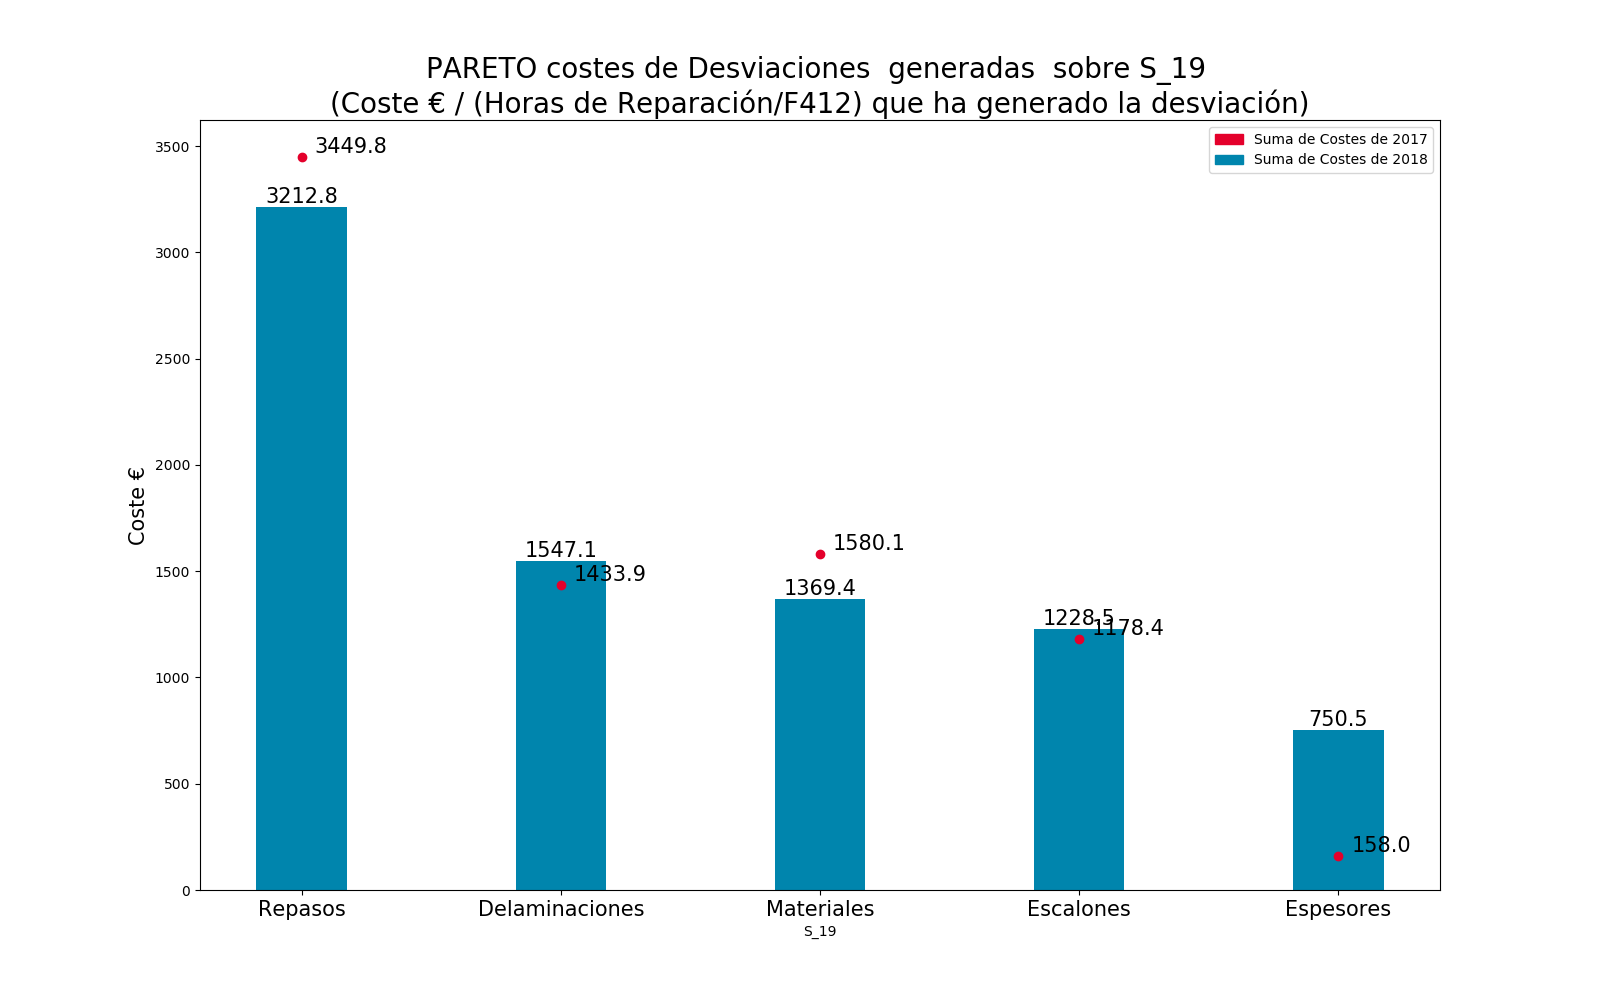 PARETO costes de Desviaciones  generadas  sobre S_19
(Coste € / (Horas de Reparación/F412) que ha generado la desviación)
Suma de Costes de 2017
Suma de Costes de 2018
Coste €
3500
3000
2500
2000
1500
1000
500
0
3449.8
3212.8
1547.1
1433.9
1580.1
1369.4
1228.5
1178.4
750.5
158.0
Repasos
Delaminaciones
Materiales
Escalones
Espesores
S_19